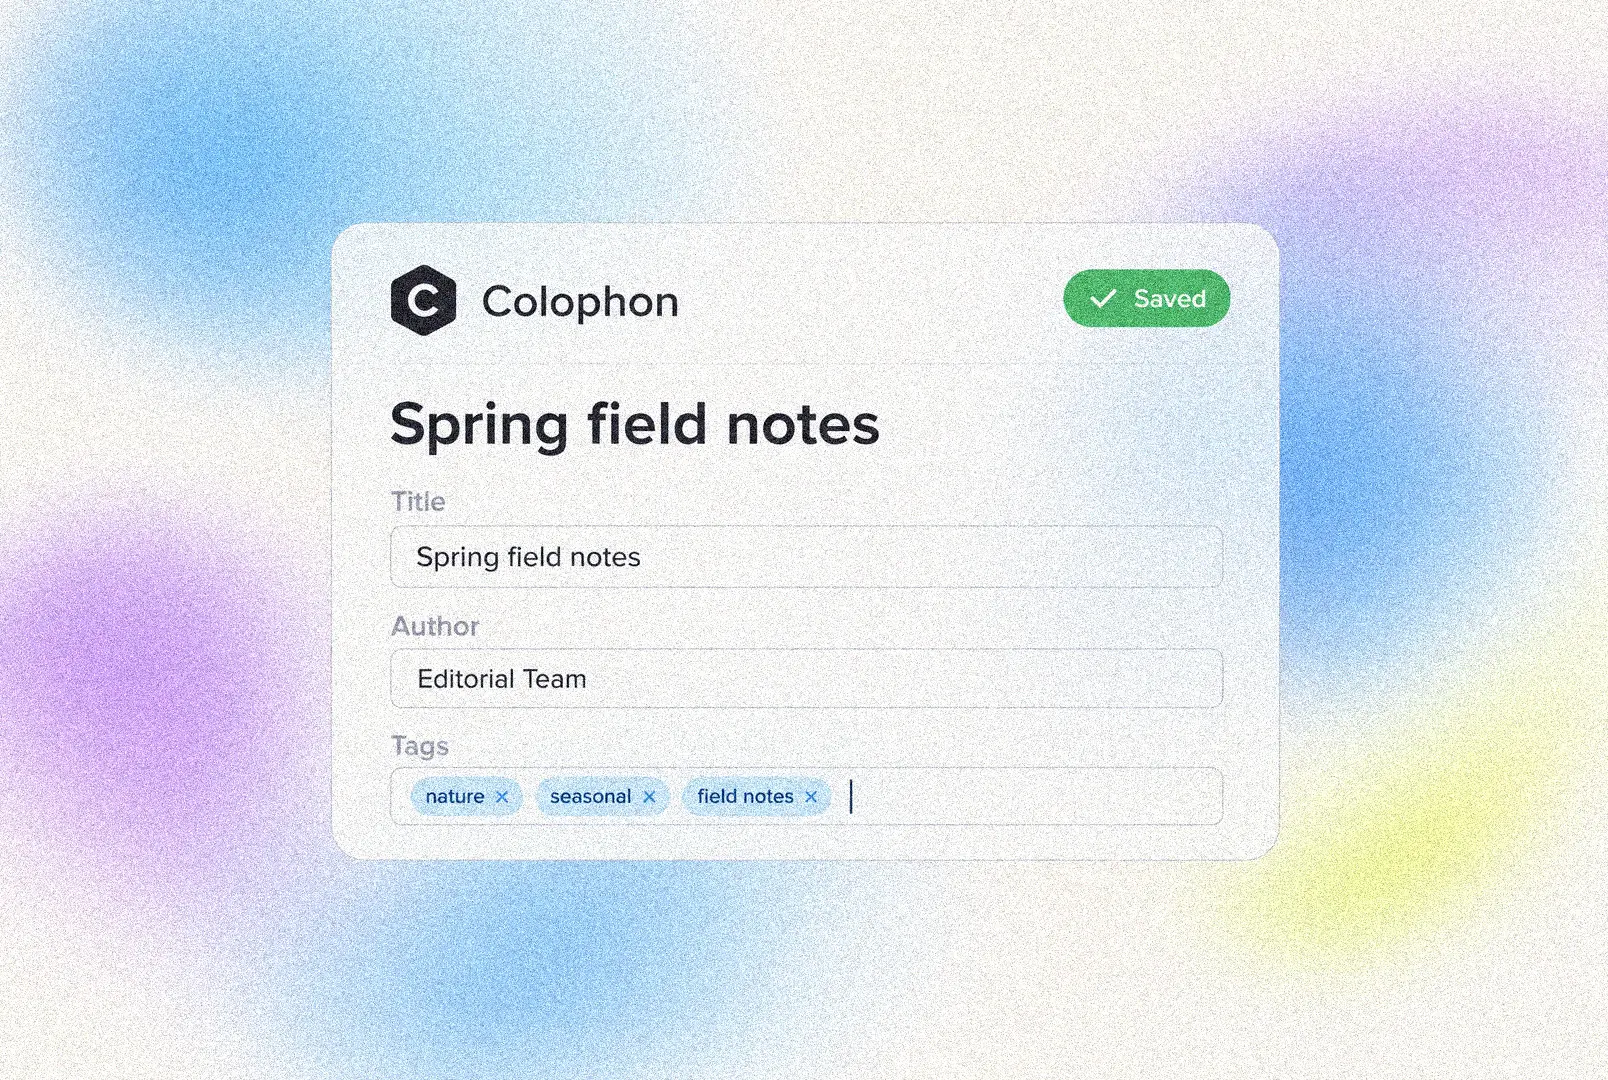 C Colophon
Saved
Spring field notes
Title
Spring field notes
Author
Editorial Team
Tags
nature × seasonal × field notes ×